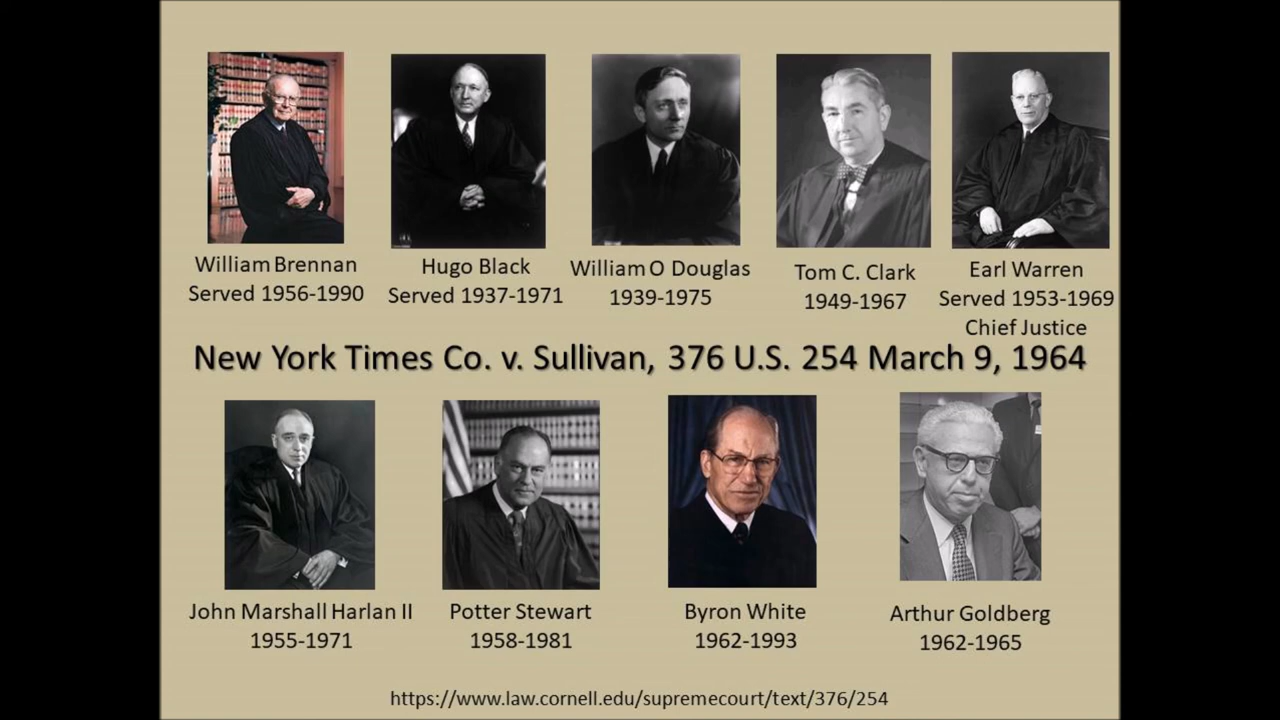 William Brennan
Served 1956-1990
Hugo Black
Served 1937-1971
William O Douglas
1939-1975
Tom C. Clark
1949-1967
Earl Warren
Served 1953-1969
Chief Justice
New York Times Co. v. Sullivan, 376 U.S. 254 March 9, 1964
John Marshall Harlan II
1955-1971
Potter Stewart
1958-1981
Byron White
1962-1993
Arthur Goldberg
1962-1965
https://www.law.cornell.edu/supremecourt/text/376/254